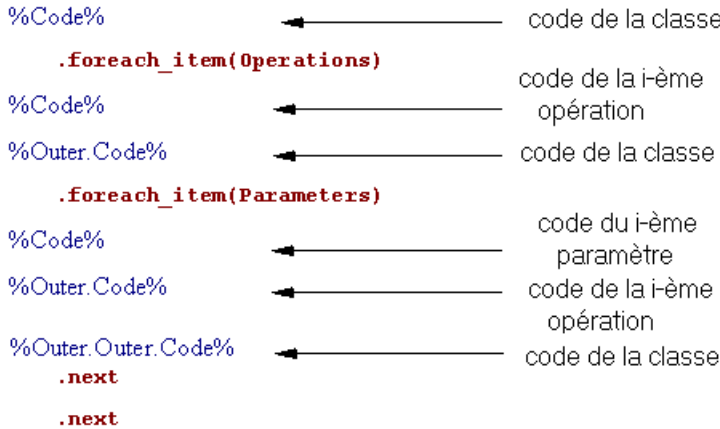 %Code% code de la classe
.foreach_item(Operations)
%Code% code de la i-ème
opération
%Outer.Code% code de la classe
.foreach_item(Parameters)
%Code% code du i-ème
paramètre
%Outer.Code% code de la i-ème
opération
%Outer.Outer.Code% code de la classe
.next
.next